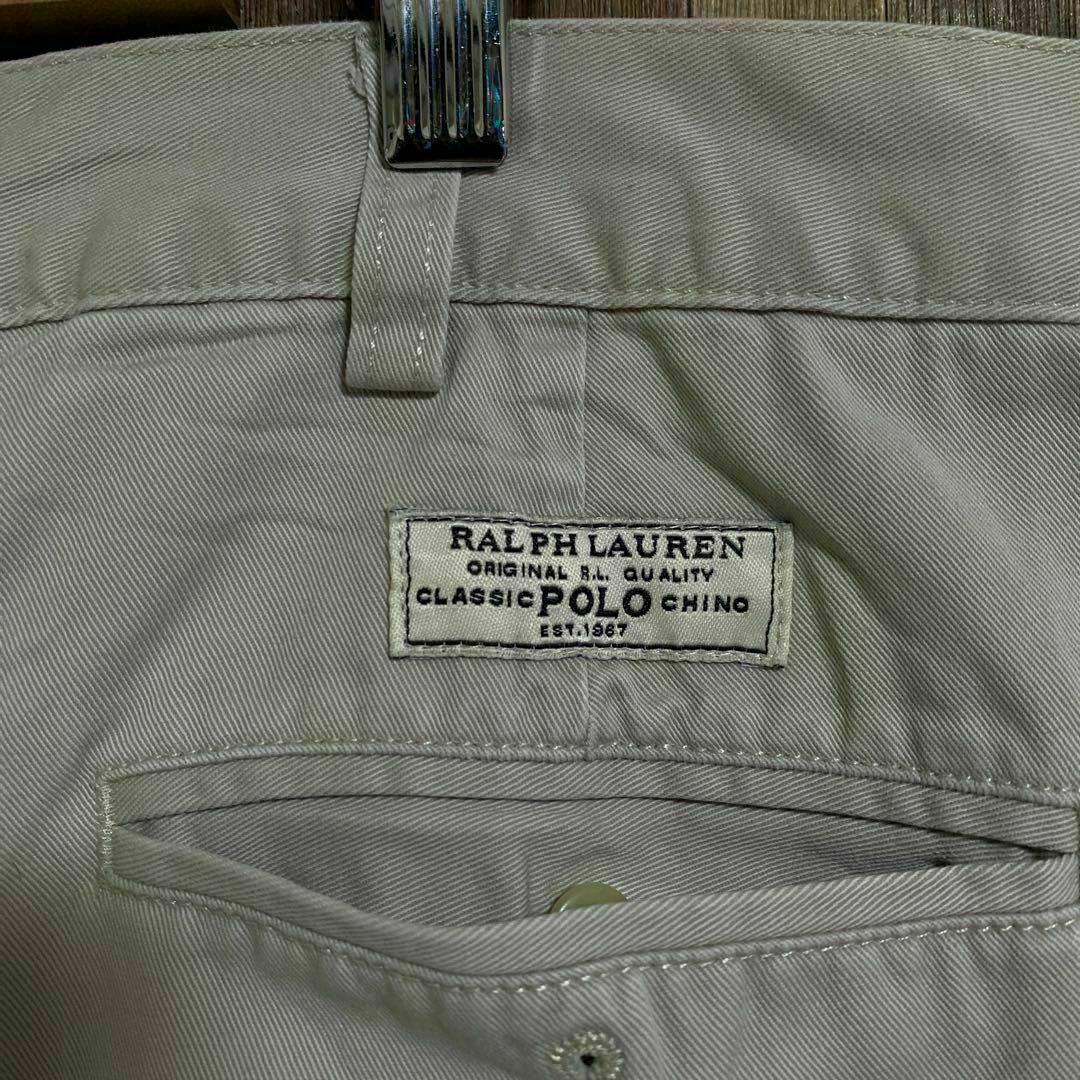 RALPH LAUREN
ORIGINAL R.L. QUALITY
CLASSIC POLO CHINO
EST.1967